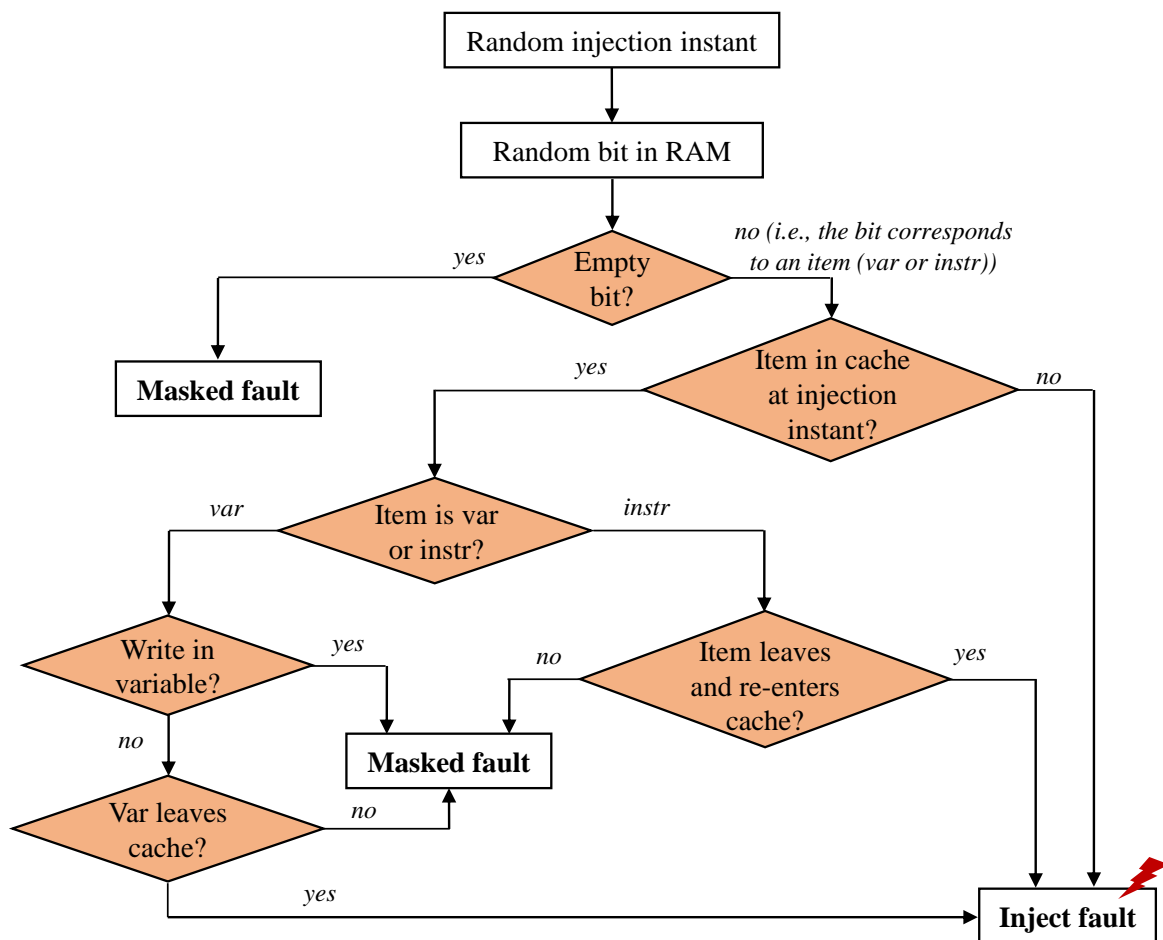 Random injection instant
Random bit in RAM
no (i.e., the bit corresponds
to an item (var or instr))
yes
Empty
bit?
Masked fault
yes
Item in cache
at injection
instant?
no
var
Item is var
or instr?
instr
Write in
variable?
yes
no
Item leaves
and re-enters
cache?
yes
no
Masked fault
Var leaves
cache?
no
yes
Inject fault